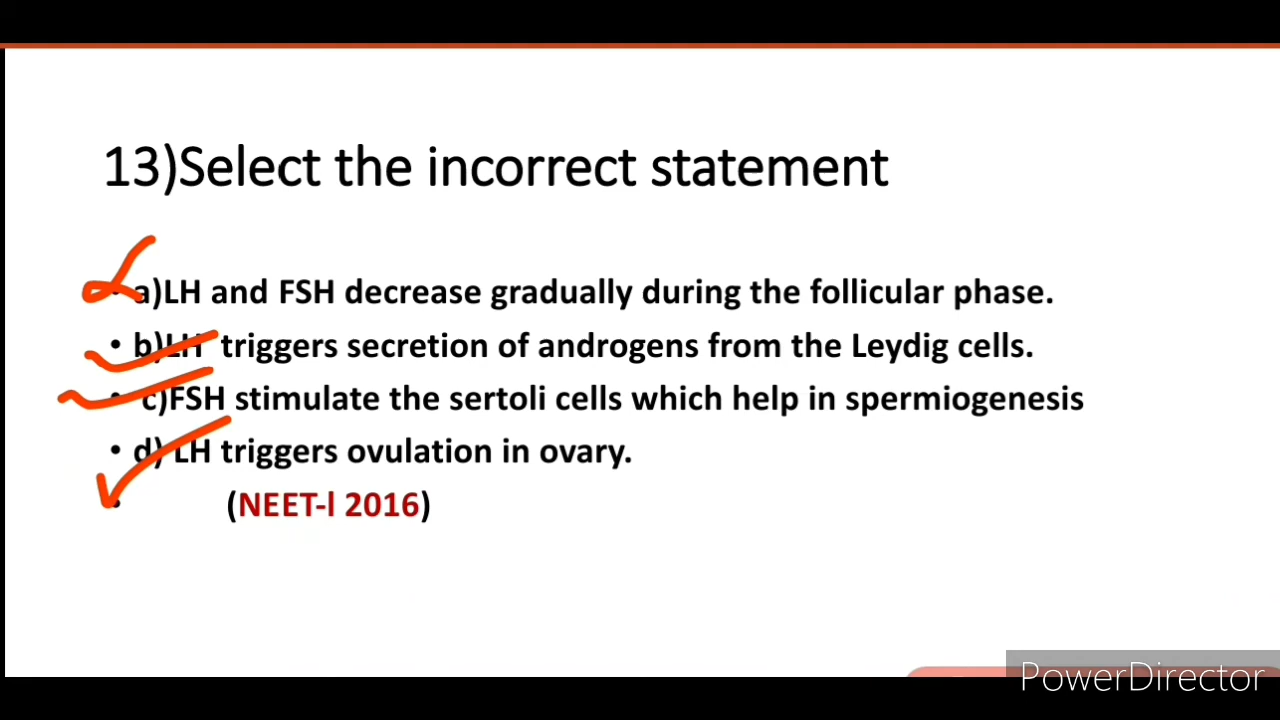 13)Select the incorrect statement
• a)LH and FSH decrease gradually during the follicular phase.
• b)LH triggers secretion of androgens from the Leydig cells.
• c)FSH stimulate the sertoli cells which help in spermiogenesis
• d) LH triggers ovulation in ovary.
• (NEET-l 2016)
PowerDirector